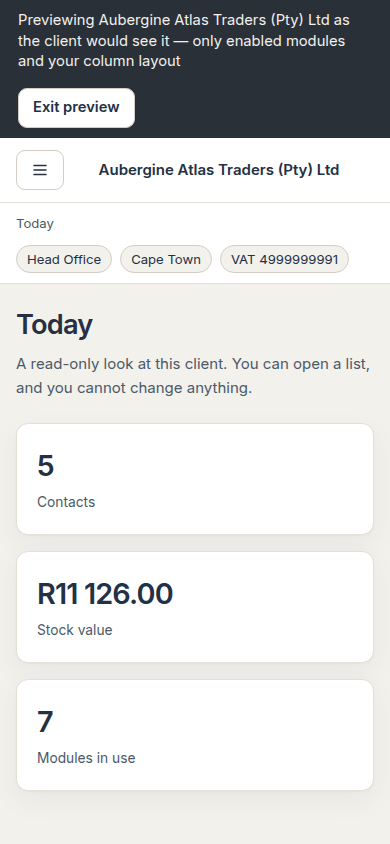 Previewing Aubergine Atlas Traders (Pty) Ltd as
the client would see it — only enabled modules
and your column layout
Exit preview
Aubergine Atlas Traders (Pty) Ltd
Today
Head Office
Cape Town
VAT 4999999991
Today
A read-only look at this client. You can open a list,
and you cannot change anything.
5
Contacts
R11 126.00
Stock value
7
Modules in use